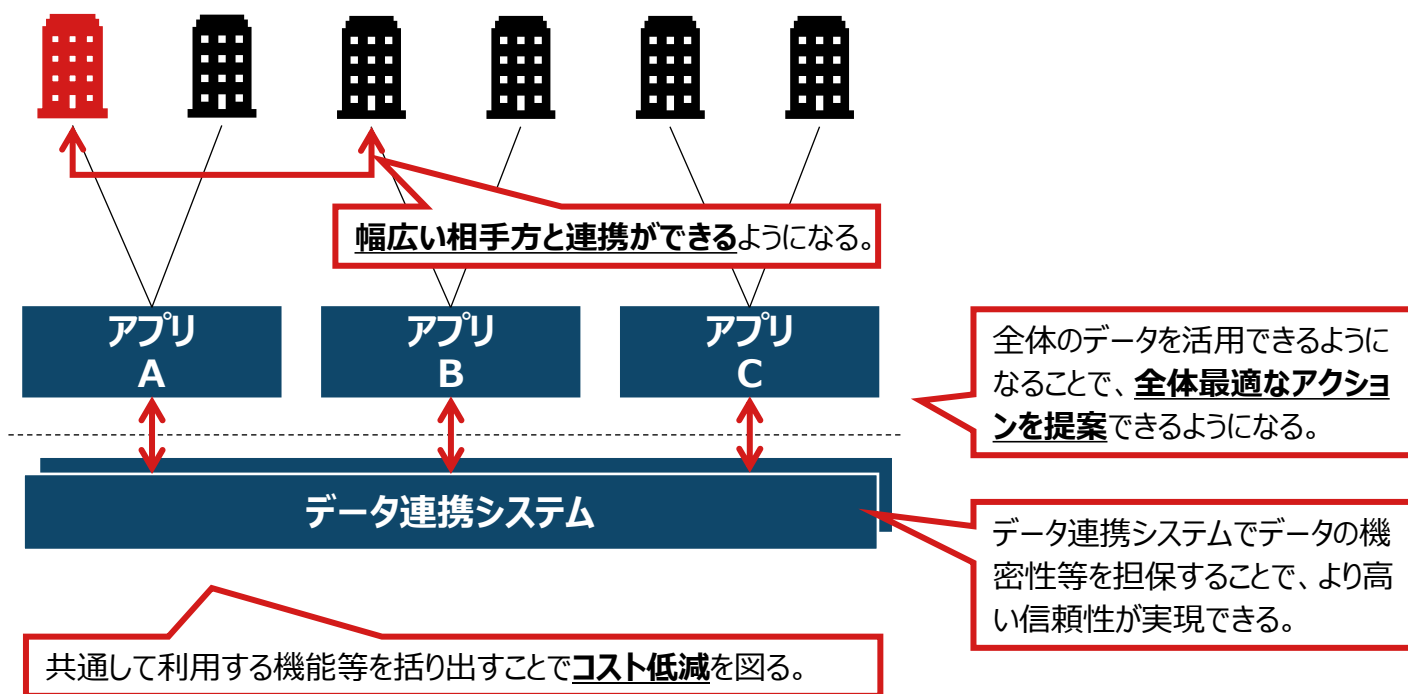 幅広い相手方と連携ができるようになる。
アプリ
A
アプリ
B
アプリ
C
全体のデータを活用できるように
なることで、全体最適なアクショ
ンを提案できるようになる。
データ連携システム
データ連携システムでデータの機
密性等を担保することで、より高
い信頼性が実現できる。
共通して利用する機能等を括り出すことでコスト低減を図る。